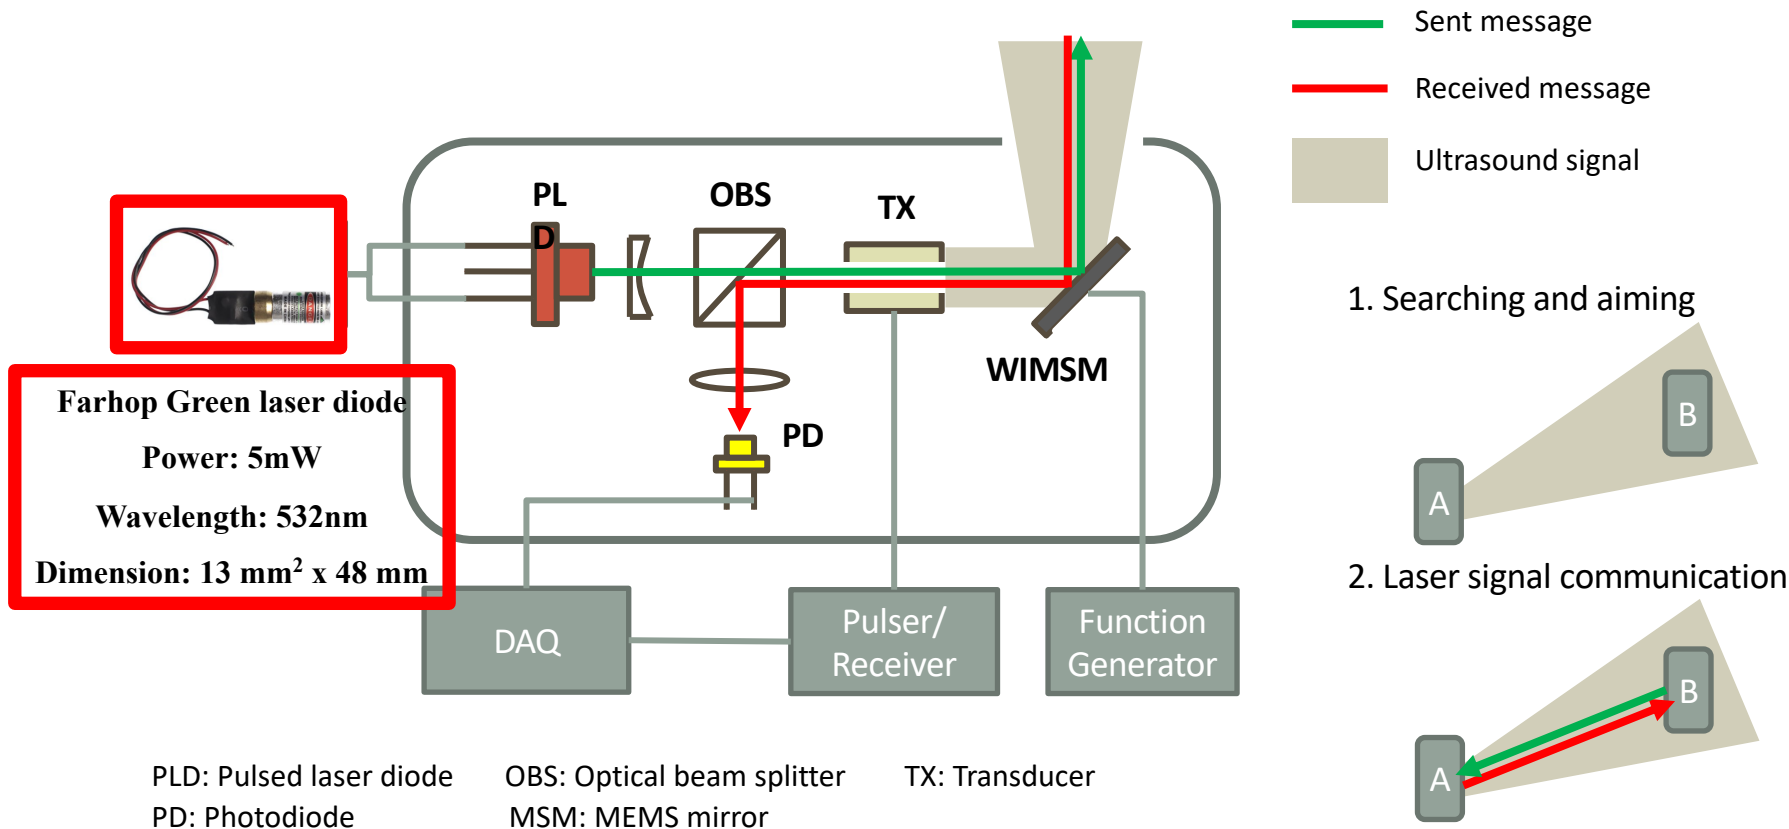 Sent message
Received message
Ultrasound signal
PL
D
OBS
TX
WIMSM
PD
Farhop Green laser diode
Power: 5mW
Wavelength: 532nm
Dimension: 13 mm² x 48 mm
DAQ
Pulser/
Receiver
Function
Generator
1. Searching and aiming
B
A
2. Laser signal communication
B
A
PLD: Pulsed laser diode OBS: Optical beam splitter TX: Transducer
PD: Photodiode MSM: MEMS mirror